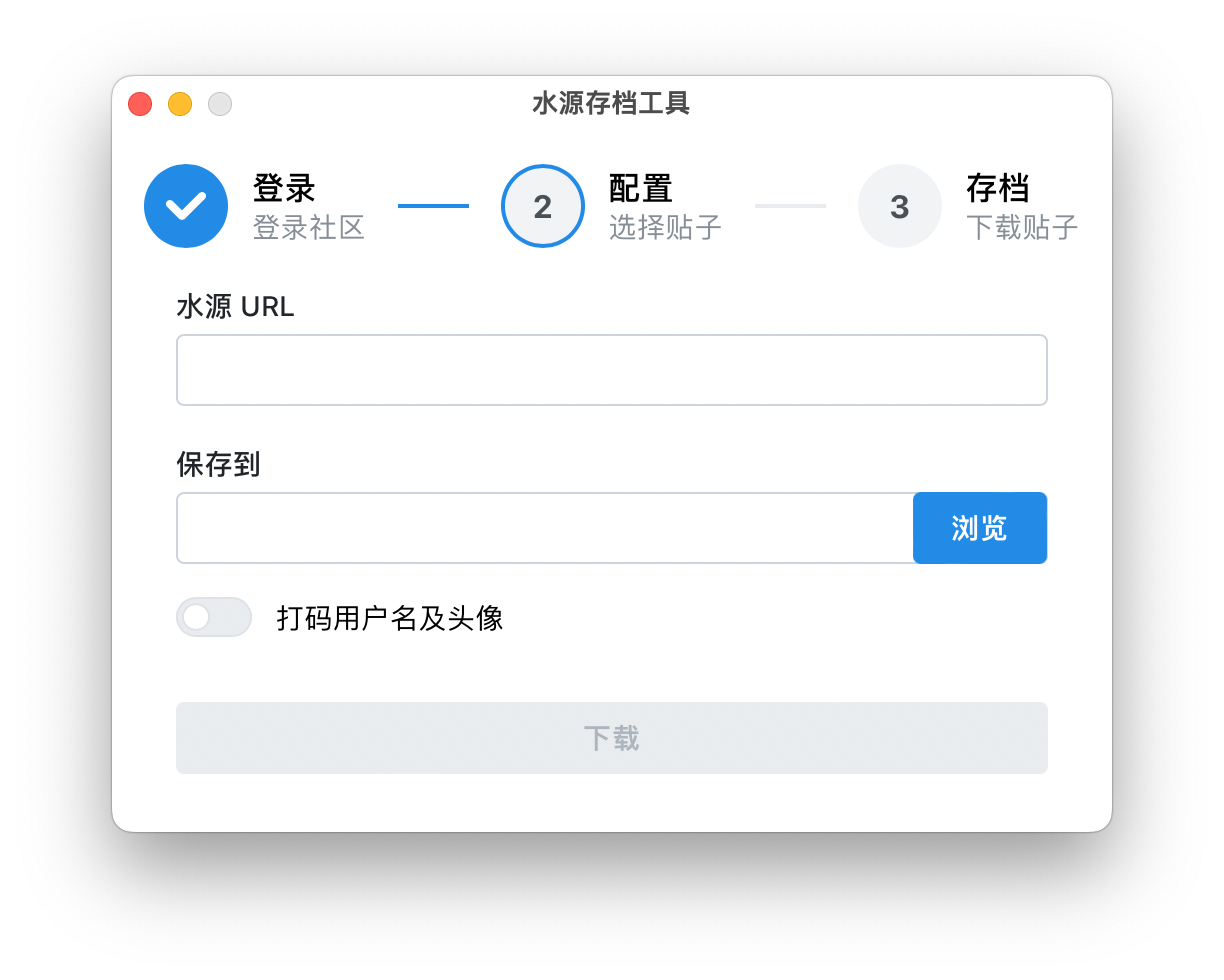 水源存档工具
登录
登录社区
2
配置
选择贴子
3
存档
下载贴子
水源 URL
保存到
浏览
打码用户名及头像
下载